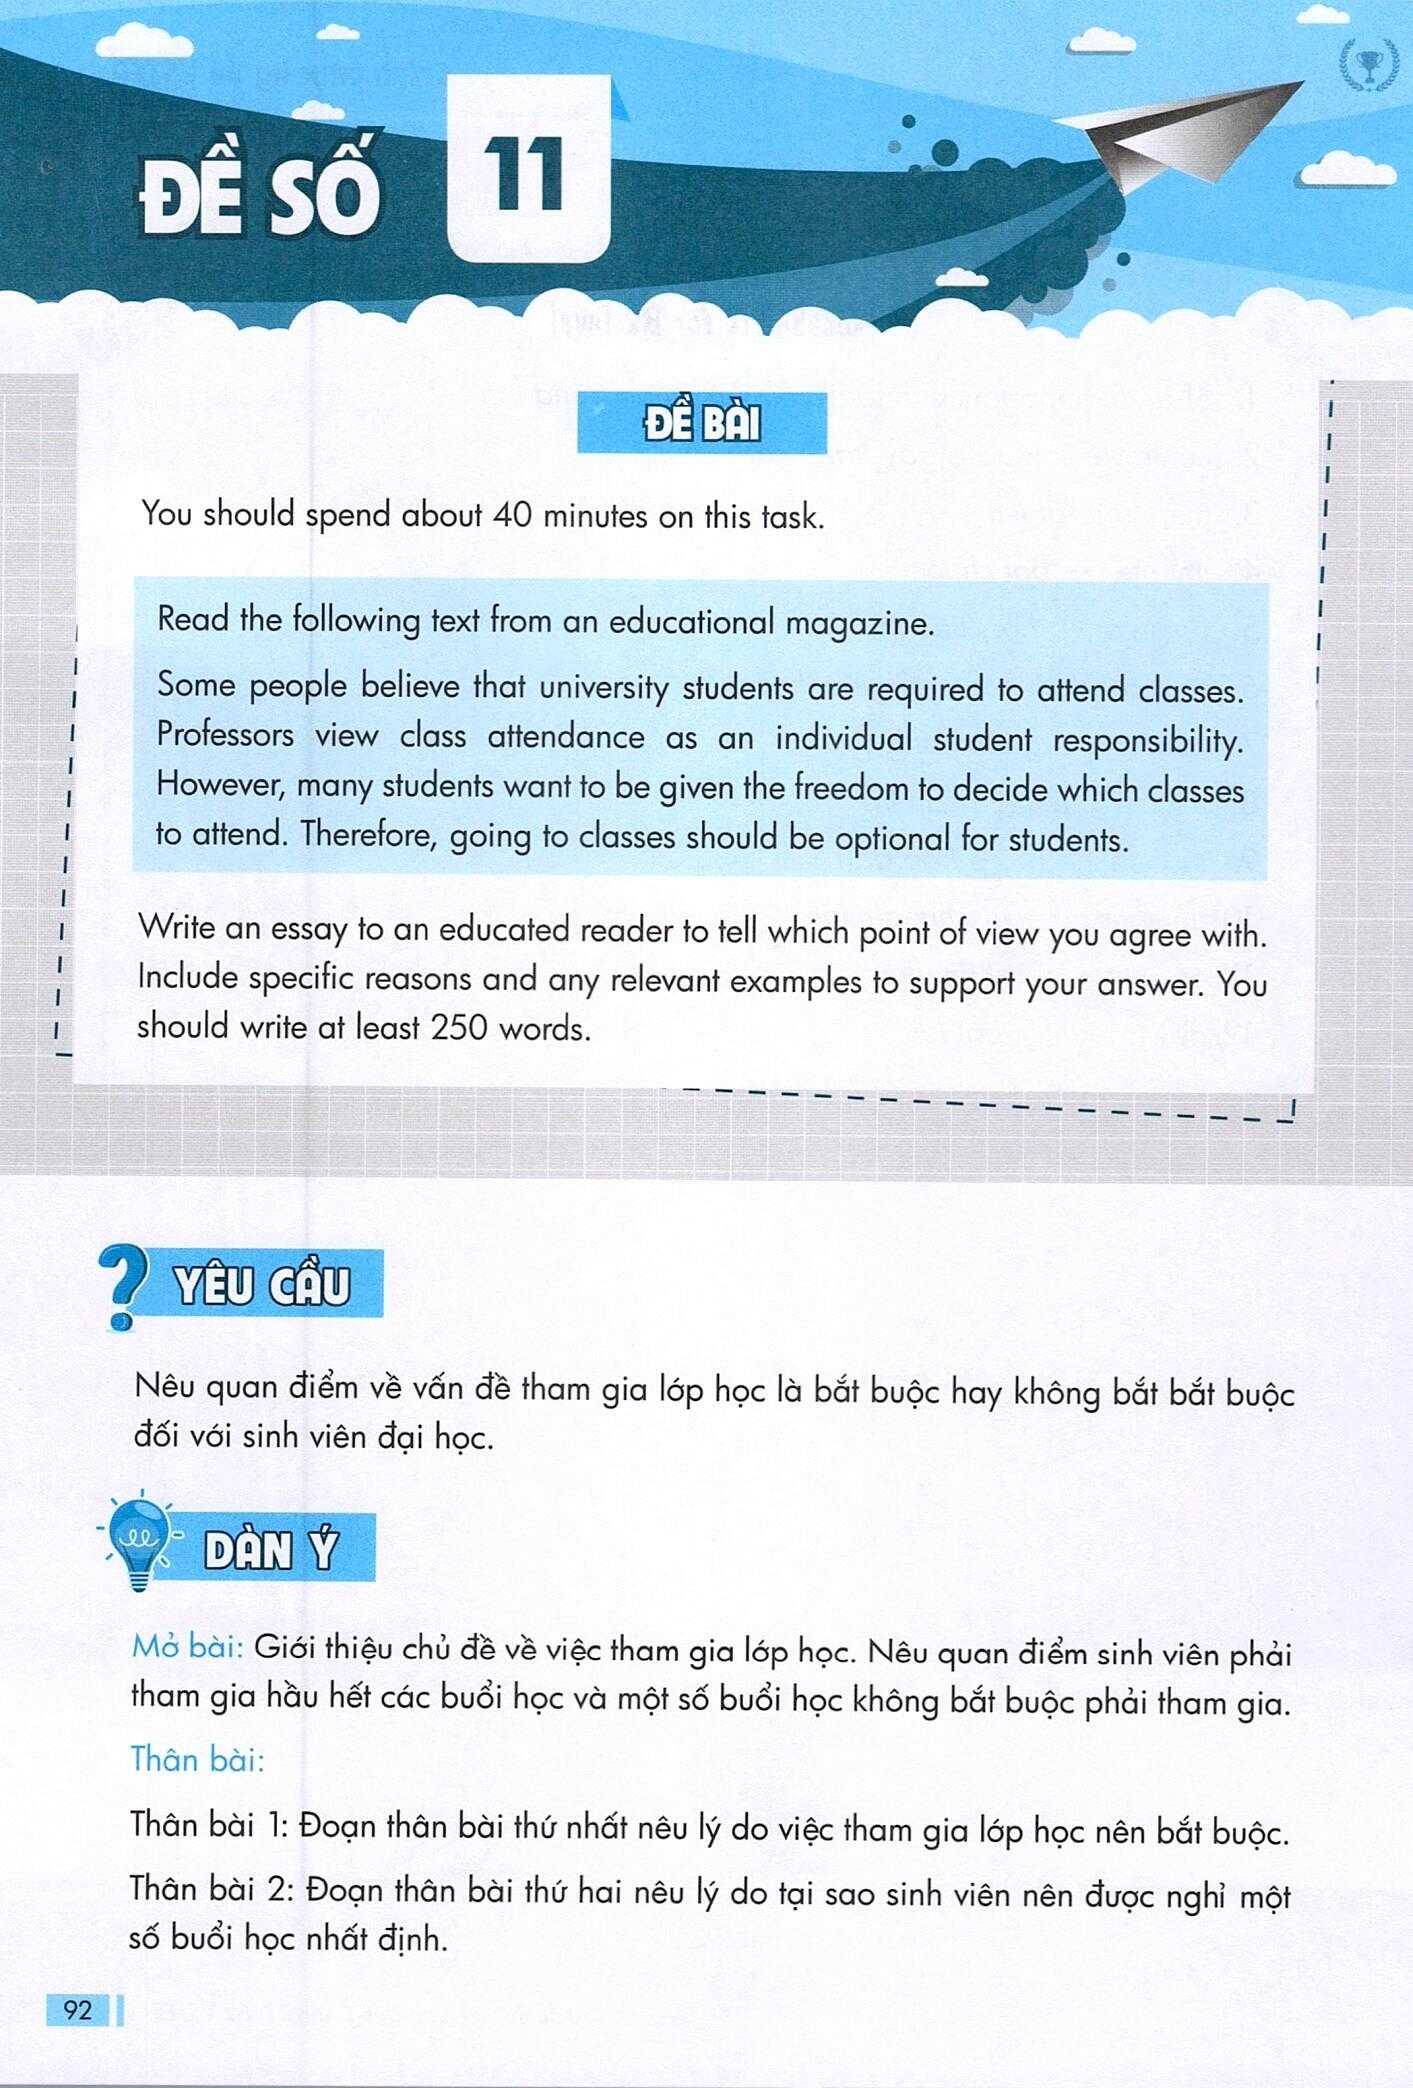 ĐỀ SỐ 11
ĐỀ BÀI
You should spend about 40 minutes on this task.
Read the following text from an educational magazine.
Some people believe that university students are required to attend classes.
Professors view class attendance as an individual student responsibility.
However, many students want to be given the freedom to decide which classes
to attend. Therefore, going to classes should be optional for students.
Write an essay to an educated reader to tell which point of view you agree with.
Include specific reasons and any relevant examples to support your answer. You
should write at least 250 words.
? YÊU CẦU
Nêu quan điểm về vấn đề tham gia lớp học là bắt buộc hay không bắt bắt buộc
đối với sinh viên đại học.
DÀN Ý
Mở bài: Giới thiệu chủ đề về việc tham gia lớp học. Nêu quan điểm sinh viên phải
tham gia hầu hết các buổi học và một số buổi học không bắt buộc phải tham gia.
Thân bài:
Thân bài 1: Đoạn thân bài thứ nhất nêu lý do việc tham gia lớp học nên bắt buộc.
Thân bài 2: Đoạn thân bài thứ hai nêu lý do tại sao sinh viên nên được nghỉ một
số buổi học nhất định.
92